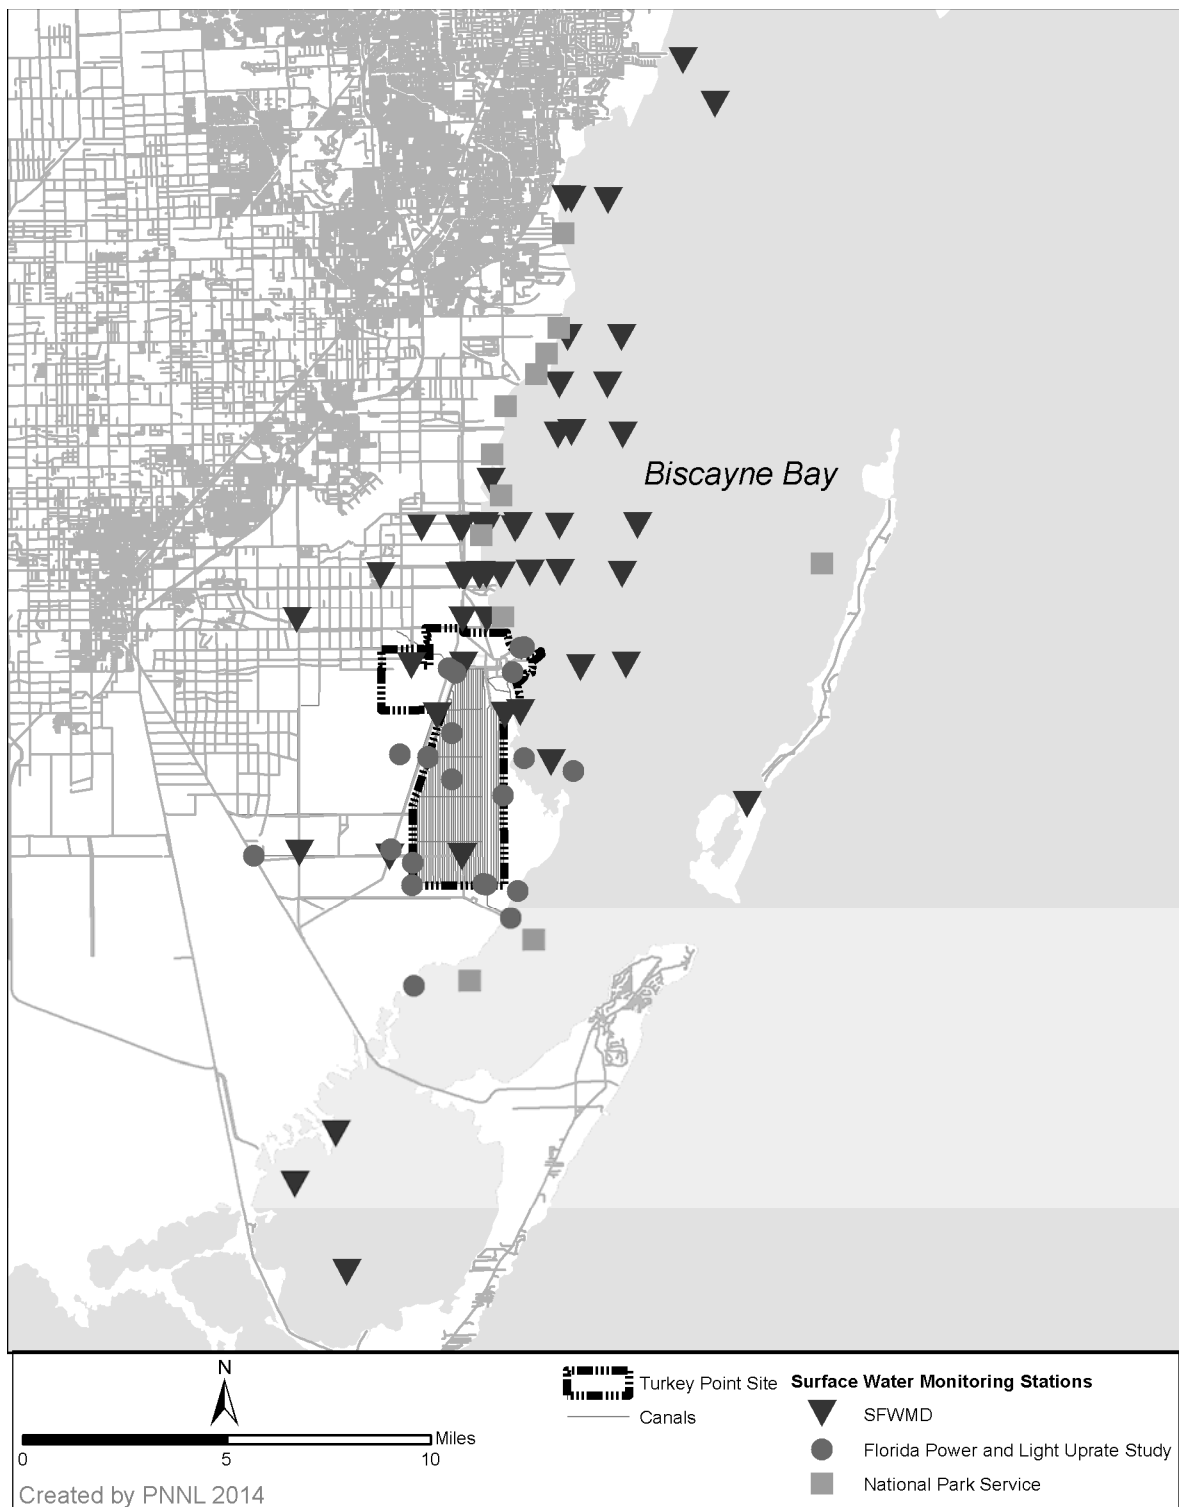 Biscayne Bay
N
Miles
0 5 10
Created by PNNL 2014
Turkey Point Site
Canals
Surface Water Monitoring Stations
SFWMD
Florida Power and Light Uprate Study
National Park Service